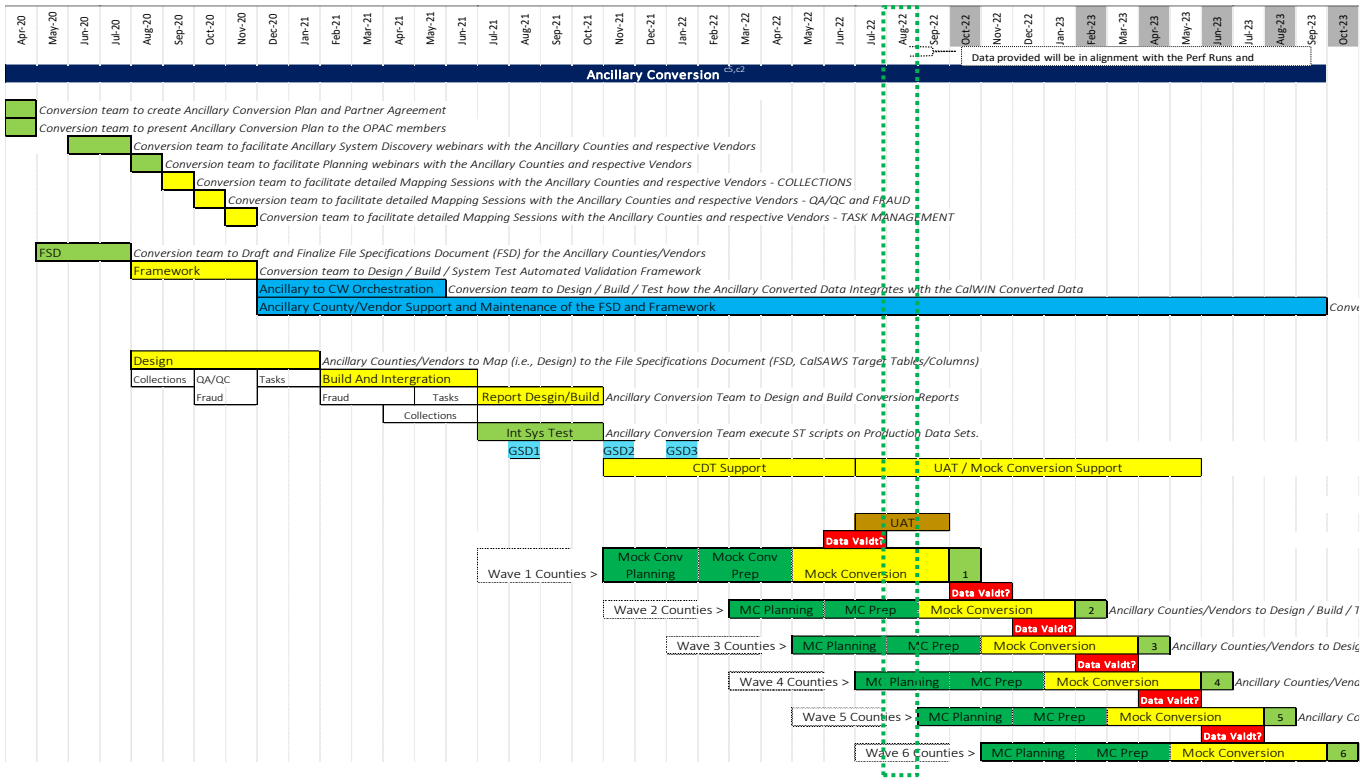 Apr-20 May-20 Jun-20 Jul-20 Aug-20 Sep-20 Oct-20 Nov-20 Dec-20 Jan-21 Feb-21 Mar-21 Apr-21 May-21 Jun-21 Jul-21 Aug-21 Sep-21 Oct-21 Nov-21 Dec-21 Jan-22 Feb-22 Mar-22 Apr-22 May-22 Jun-22 Jul-22 Aug-22 Sep-22 Oct-22 Nov-22 Dec-22 Jan-23 Feb-23 Mar-23 Apr-23 May-23 Jun-23 Jul-23 Aug-23 Sep-23 Oct-23
Data provided will be in alignment with the Perf Runs and
Ancillary Conversion c5,c2
Conversion team to create Ancillary Conversion Plan and Partner Agreement
Conversion team to present Ancillary Conversion Plan to the OPAC members
Conversion team to facilitate Ancillary System Discovery webinars with the Ancillary Counties and respective Vendors
Conversion team to facilitate Planning webinars with the Ancillary Counties and respective Vendors
Conversion team to facilitate detailed Mapping Sessions with the Ancillary Counties and respective Vendors - COLLECTIONS
Conversion team to facilitate detailed Mapping Sessions with the Ancillary Counties and respective Vendors - QA/QC and FRAUD
Conversion team to facilitate detailed Mapping Sessions with the Ancillary Counties and respective Vendors - TASK MANAGEMENT
FSD Conversion team to Draft and Finalize File Specifications Document (FSD) for the Ancillary Counties/Vendors
Framework Conversion team to Design / Build / System Test Automated Validation Framework
Ancillary to CW Orchestration Conversion team to Design / Build / Test how the Ancillary Converted Data Integrates with the CalWIN Converted Data
Ancillary County/Vendor Support and Maintenance of the FSD and Framework Conve
Design Ancillary Counties/Vendors to Map (i.e., Design) to the File Specifications Document (FSD, CalSAWS Target Tables/Columns)
Collections QA/QC Tasks Build And Intergration
Fraud Fraud Tasks Report Desgin/Build Ancillary Conversion Team to Design and Build Conversion Reports
Collections
Int Sys Test Ancillary Conversion Team execute ST scripts on Production Data Sets.
GSD1 GSD2 GSD3
CDT Support UAT / Mock Conversion Support
UAT
Data Valdt?
Mock Conv Mock Conv
Wave 1 Counties > Planning Prep Mock Conversion 1
Data Valdt?
Wave 2 Counties > MC Planning MC Prep Mock Conversion 2 Ancillary Counties/Vendors to Design / Build / T
Data Valdt?
Wave 3 Counties > MC Planning MC Prep Mock Conversion 3 Ancillary Counties/Vendors to Desig
Data Valdt?
Wave 4 Counties > MC Planning MC Prep Mock Conversion 4 Ancillary Counties/Vend
Data Valdt?
Wave 5 Counties > MC Planning MC Prep Mock Conversion 5 Ancillary Co
Data Valdt?
Wave 6 Counties > MC Planning MC Prep Mock Conversion 6